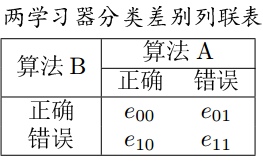 两学习器分类差别列联表
算法 B 算法 A
正确 错误
正确 e₀₀ e₀₁
错误 e₁₀ e₁₁